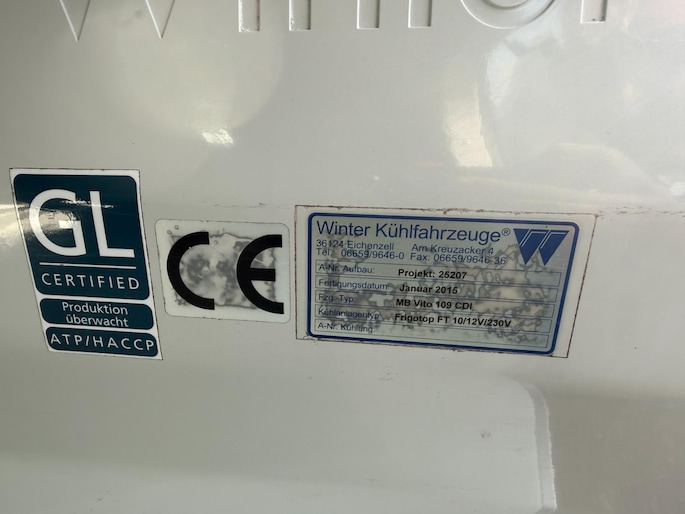 Winter
GL
CERTIFIED
Produktion
überwacht
ATP/HACCP
CE
Winter Kühlfahrzeuge®
36124 Eichenzell Am Kreuzacker 4
Tel. 06659/9646-0 Fax 06659/9646-36
A-Nr. Aufbau: Projekt: 25207
Fertigungsdatum: Januar 2015
Fzg.-Typ: MB Vito 109 CDI
Kühlanlagentyp: Frigotop FT 10/12V/230V
A-Nr. Kühlung